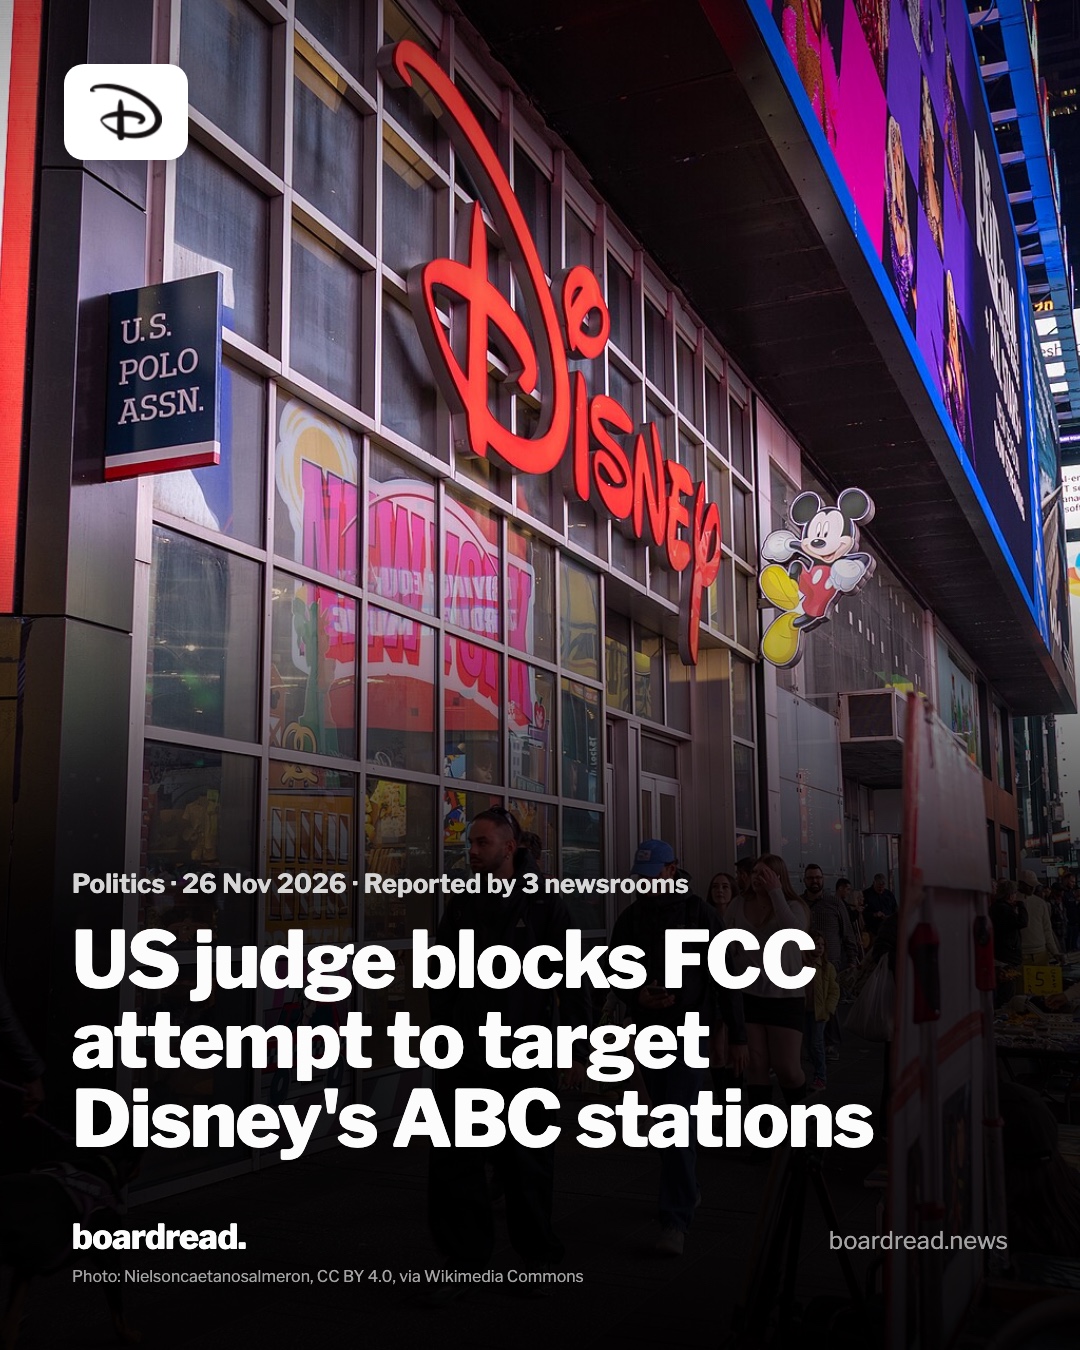 U.S.
POLO
ASSN.
Disney
Politics · 26 Nov 2026 · Reported by 3 newsrooms
US judge blocks FCC
attempt to target
Disney's ABC stations
boardread.
boardread.news
Photo: Nielsoncaetanosalmeron, CC BY 4.0, via Wikimedia Commons